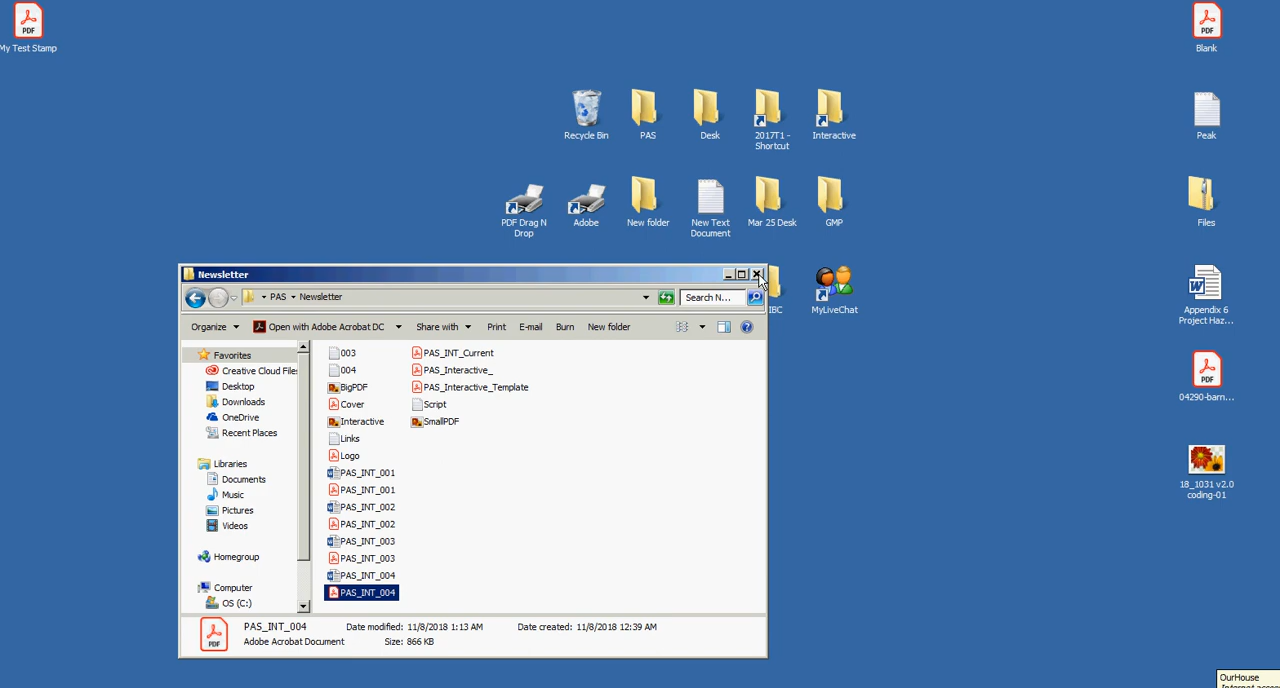 PDF
My Test Stamp
PDF
Blank
Recycle Bin
PAS
Desk
2017T1 -
Shortcut
Interactive
Peak
PDF Drag N
Drop
Adobe
New folder
New Text
Document
Mar 25 Desk
GMP
Files
Newsletter
IBC
MyLiveChat
Appendix 6
Project Haz...
PAS
Newsletter
Search N...
Organize
Open with Adobe Acrobat DC
Share with
Print
E-mail
Burn
New folder
Favorites
Creative Cloud Files
Desktop
Downloads
OneDrive
Recent Places
Libraries
Documents
Music
Pictures
Videos
Homegroup
Computer
OS (C:)
003
004
BigPDF
Cover
Interactive
Links
Logo
PAS_INT_001
PAS_INT_001
PAS_INT_002
PAS_INT_002
PAS_INT_003
PAS_INT_003
PAS_INT_004
PAS_INT_004
PAS_INT_Current
PAS_Interactive_
PAS_Interactive_Template
Script
SmallPDF
PDF
04290-barn...
18_1031 v2.0
coding-01
PDF
PAS_INT_004
Adobe Acrobat Document
Date modified: 11/8/2018 1:13 AM
Size: 866 KB
Date created: 11/8/2018 12:39 AM
OurHouse